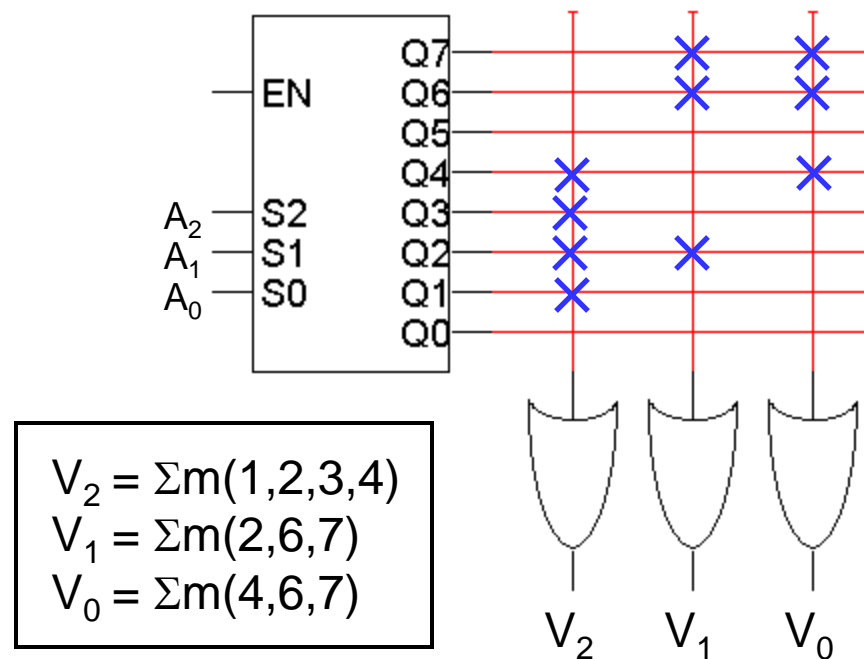 Q7
EN Q6
Q5
Q4
A₂ S2 Q3
A₁ S1 Q2
A₀ S0 Q1
Q0
V₂ = Σm(1,2,3,4)
V₁ = Σm(2,6,7)
V₀ = Σm(4,6,7)
V₂ V₁ V₀